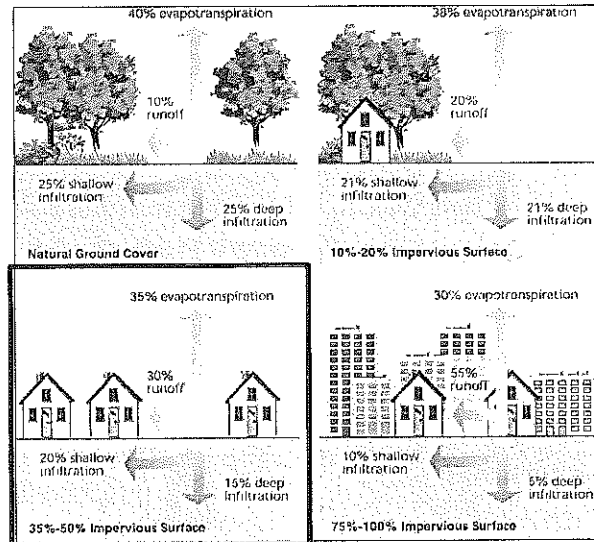 40% evapotranspiration
10%
runoff
25% shallow
infiltration
25% deep
infiltration
Natural Ground Cover
38% evapotranspiration
20%
runoff
21% shallow
infiltration
21% deep
infiltration
10%-20% Impervious Surface
35% evapotranspiration
30%
runoff
20% shallow
infiltration
15% deep
infiltration
35%-50% Impervious Surface
30% evapotranspiration
55%
runoff
10% shallow
infiltration
5% deep
infiltration
75%-100% Impervious Surface